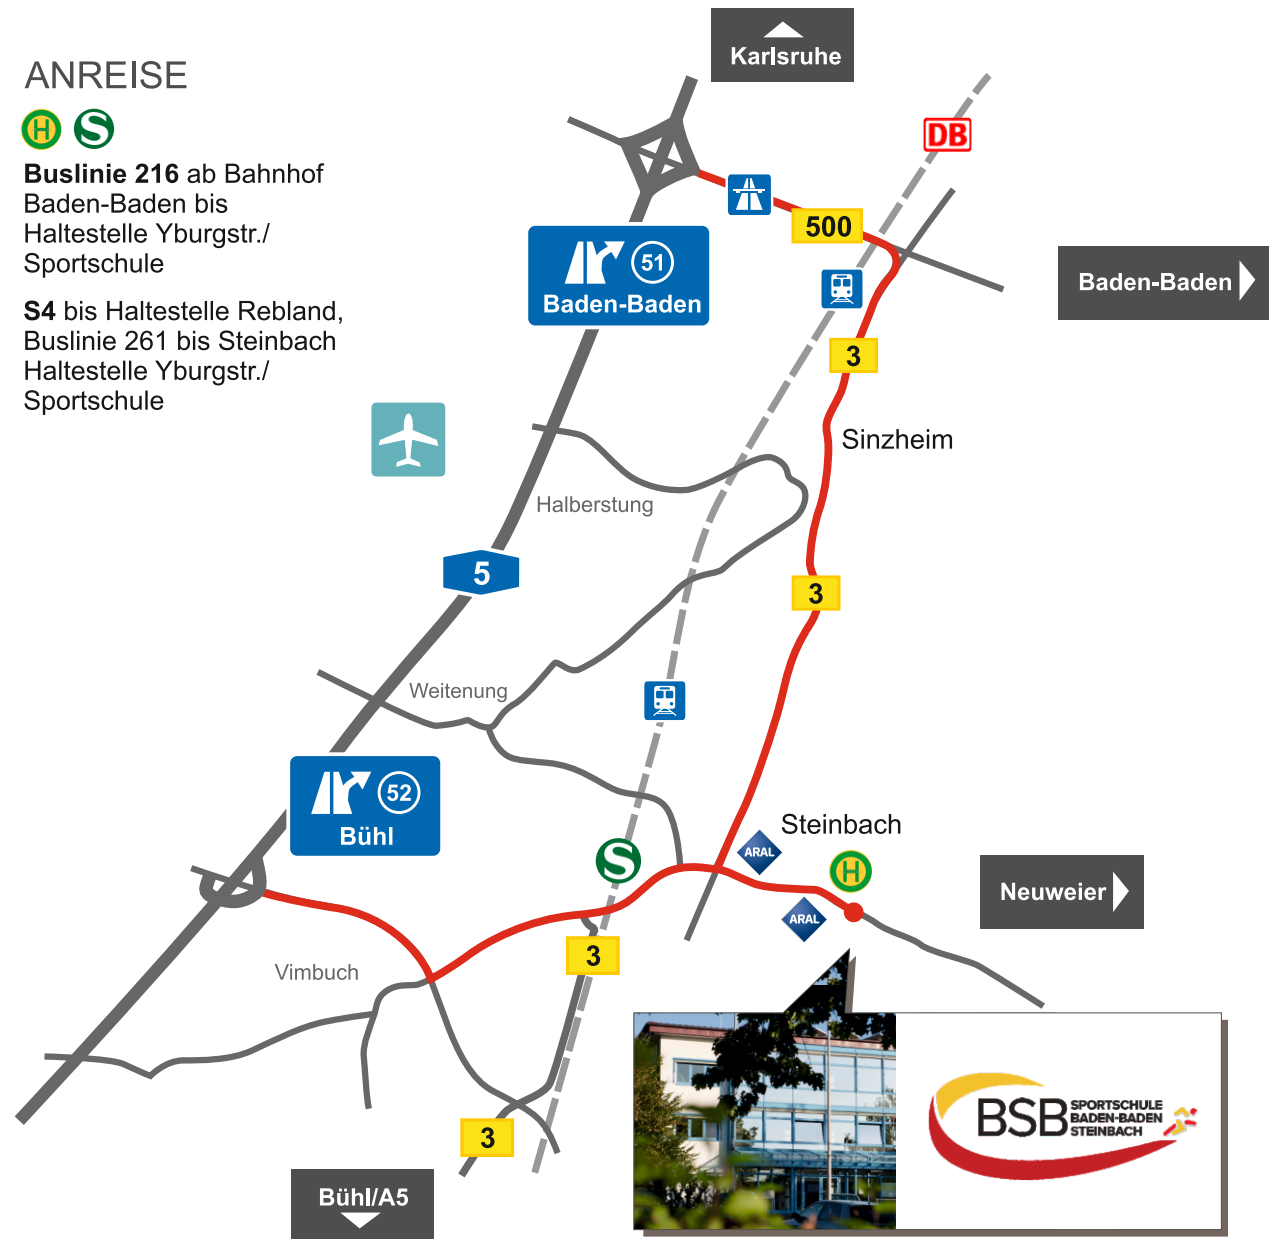 Karlsruhe
ANREISE
H S
Buslinie 216 ab Bahnhof
Baden-Baden bis
Haltestelle Yburgstr./
Sportschule
S4 bis Haltestelle Rebland,
Buslinie 261 bis Steinbach
Haltestelle Yburgstr./
Sportschule
DB
500
51
Baden-Baden
Baden-Baden
3
Sinzheim
Halberstung
5
3
Weitenung
52
Bühl
Steinbach
S
ARAL
H
Neuweier
ARAL
3
Vimbuch
3
Bühl/A5
BSB
SPORTSCHULE
BADEN-BADEN
STEINBACH